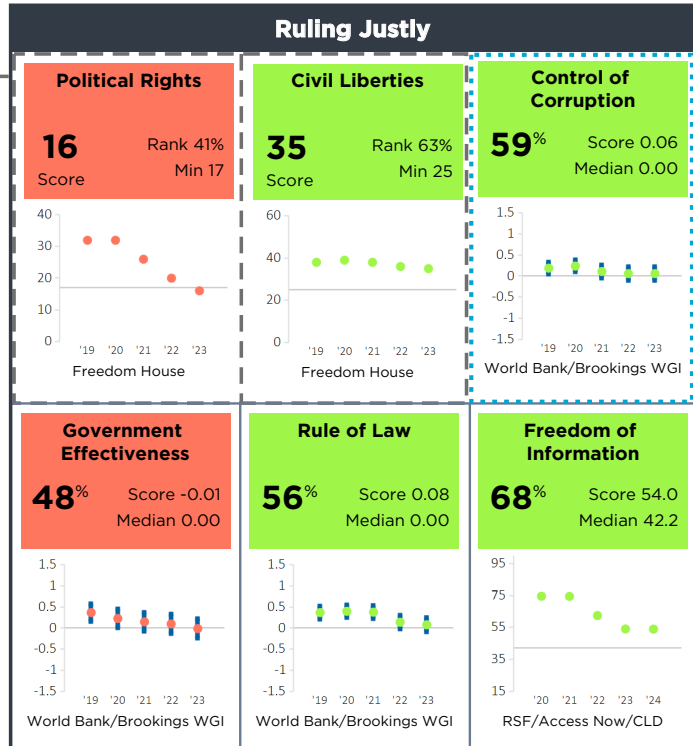 Ruling Justly
Political Rights
16
Score
Rank 41%
Min 17
40
30
20
10
0
'19 '20 '21 '22 '23
Freedom House
Civil Liberties
35
Score
Rank 63%
Min 25
60
40
20
0
'19 '20 '21 '22 '23
Freedom House
Control of
Corruption
59%
Score 0.06
Median 0.00
1.5
1
0.5
0
-0.5
-1
-1.5
'19 '20 '21 '22 '23
World Bank/Brookings WGI
Government
Effectiveness
48%
Score -0.01
Median 0.00
1.5
1
0.5
0
-0.5
-1
-1.5
'19 '20 '21 '22 '23
World Bank/Brookings WGI
Rule of Law
56%
Score 0.08
Median 0.00
1.5
1
0.5
0
-0.5
-1
-1.5
'19 '20 '21 '22 '23
World Bank/Brookings WGI
Freedom of
Information
68%
Score 54.0
Median 42.2
95
75
55
35
15
'20 '21 '22 '23 '24
RSF/Access Now/CLD